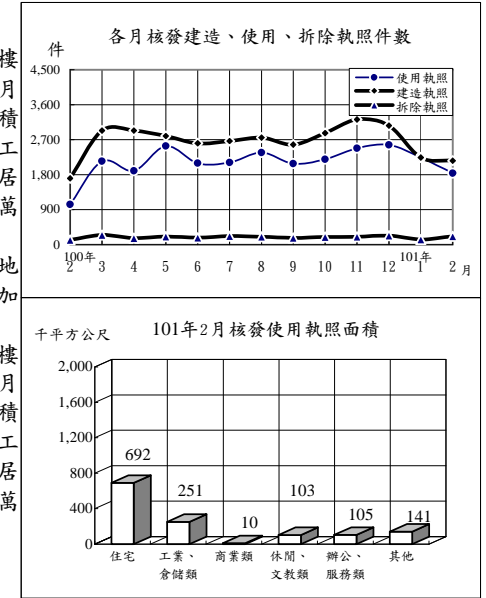 樓
月
積
工
居
萬
地
加
樓
月
積
工
居
萬
各月核發建造、使用、拆除執照件數
件
4,500
3,600
2,700
1,800
900
0
使用執照
建造執照
拆除執照
100年 101年
2 3 4 5 6 7 8 9 10 11 12 1 2 月
101年2月核發使用執照面積
千平方公尺
2,000
1,600
1,200
800
400
0
692 251 10 103 105 141
住宅 工業、 商業類 休閒、 辦公、 其他
倉儲類 文教類 服務類